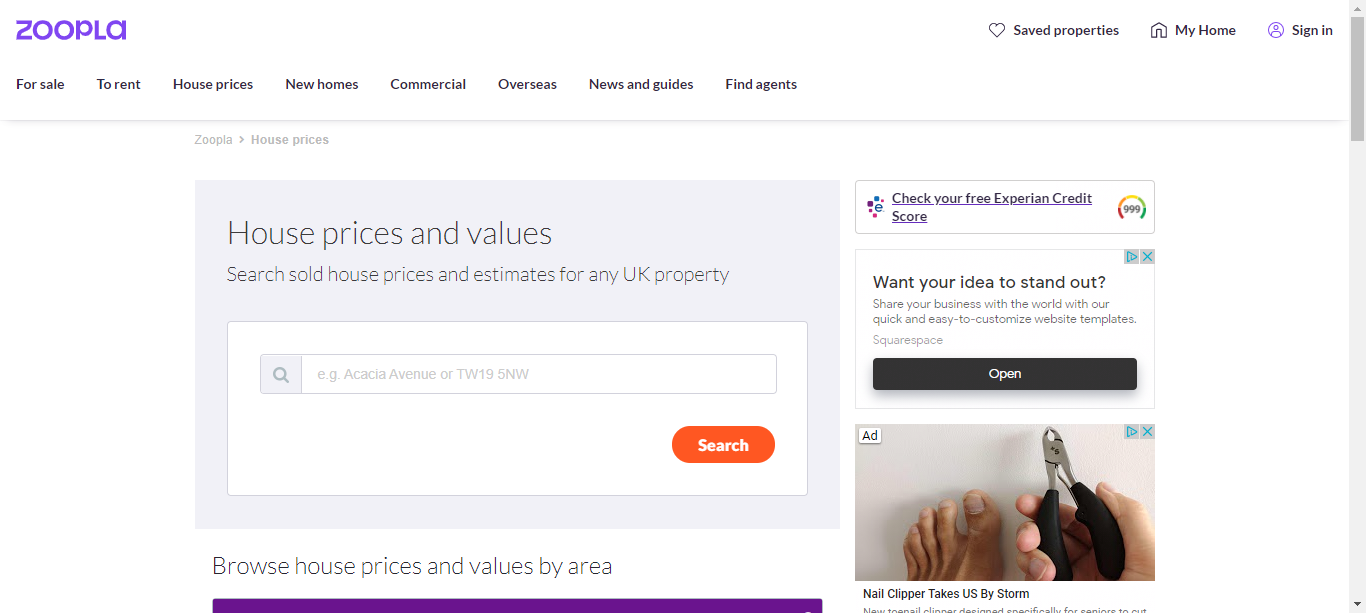 ZOOPLA
Saved properties
My Home
Sign in
For sale
To rent
House prices
New homes
Commercial
Overseas
News and guides
Find agents
Zoopla > House prices
House prices and values
Search sold house prices and estimates for any UK property
e.g. Acacia Avenue or TW19 5NW
Search
Browse house prices and values by area
Check your free Experian Credit
Score
999
Want your idea to stand out?
Share your business with the world with our
quick and easy-to-customize website templates.
Squarespace
Open
Ad
Nail Clipper Takes US By Storm
New toenail clipper designed specifically for seniors to cut